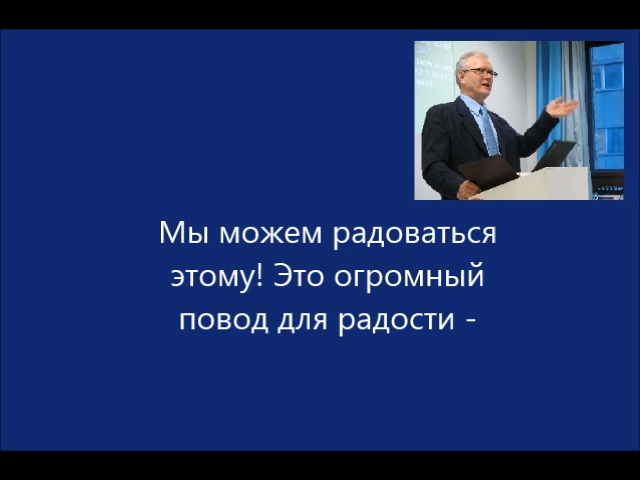 Мы можем радоваться
этому! Это огромный
повод для радости -